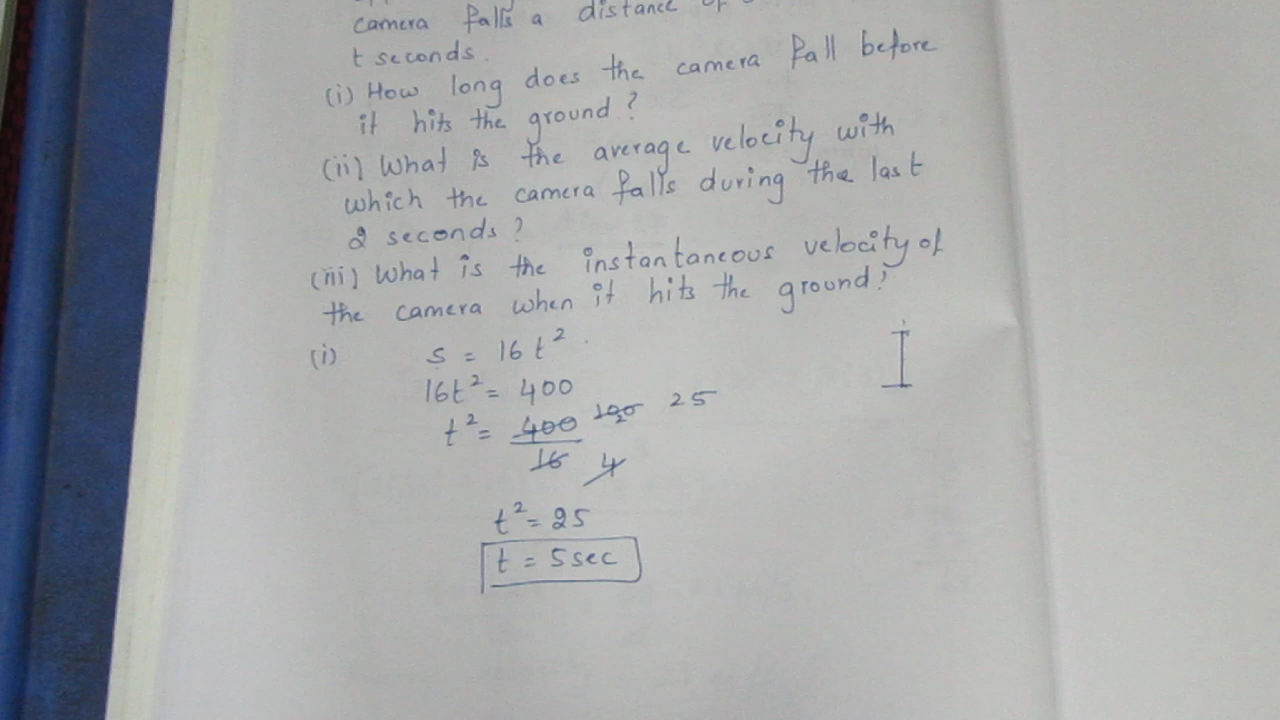 camera falls a distance of
t seconds.
(i) How long does the camera fall before
it hits the ground?
(ii) What is the average velocity with
which the camera falls during the last
2 seconds?
(iii) What is the instantaneous velocity of
the camera when it hits the ground?
(i) s = 16t².
16t² = 400
t² = 400/16 100 25
4
t² = 25
t = 5sec